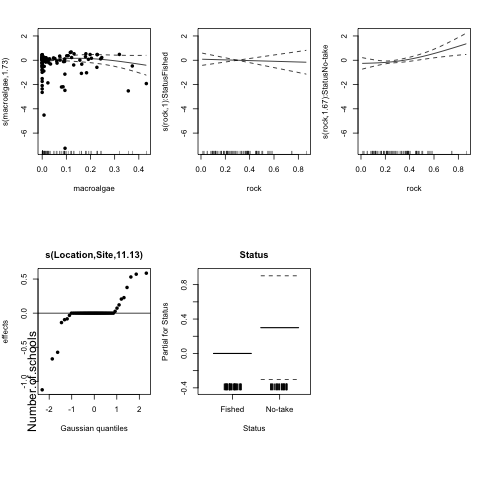 2
0
-2
-4
-6
s(macroalgae,1.73)
0.0 0.1 0.2 0.3 0.4
macroalgae
2
0
-2
-4
-6
s(rock,1):StatusFished
0.0 0.2 0.4 0.6 0.8
rock
2
0
-2
-4
-6
s(rock,1.67):StatusNo-take
0.0 0.2 0.4 0.6 0.8
rock
s(Location,Site,11.13)
0.5
0.0
-1.0
effects
Number.of.schools
-2 -1 0 1 2
Gaussian quantiles
Status
0.8
0.4
0.0
-0.4
Partial for Status
Fished No-take
Status